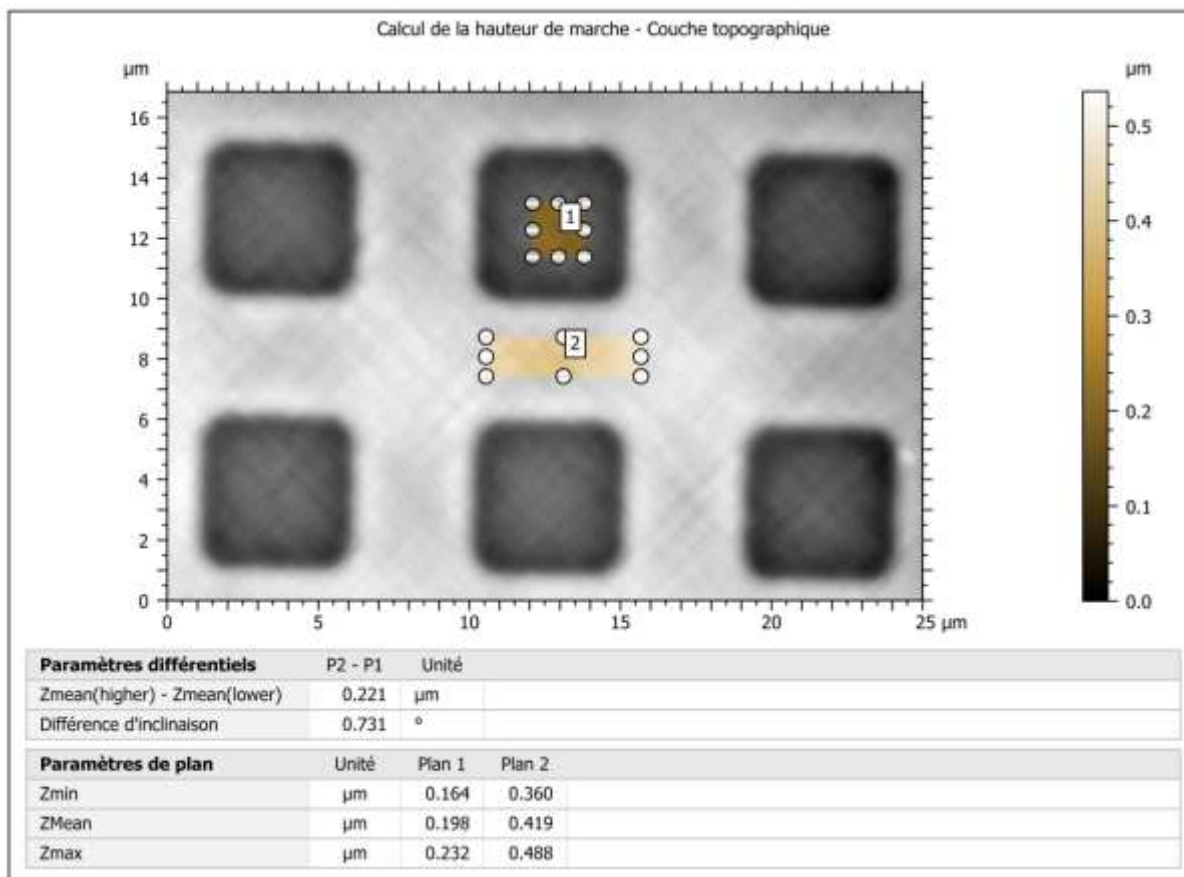 Calcul de la hauteur de marche - Couche topographique
µm
µm
16
14
12
10
8
6
4
2
0
1
2
0 5 10 15 20 25 µm
0.5
0.4
0.3
0.2
0.1
0.0
Paramètres différentiels P2 - P1 Unité
Zmean(higher) - Zmean(lower) 0.221 µm
Différence d'inclinaison 0.731 °
Paramètres de plan Unité Plan 1 Plan 2
Zmin µm 0.164 0.360
ZMean µm 0.198 0.419
Zmax µm 0.232 0.488